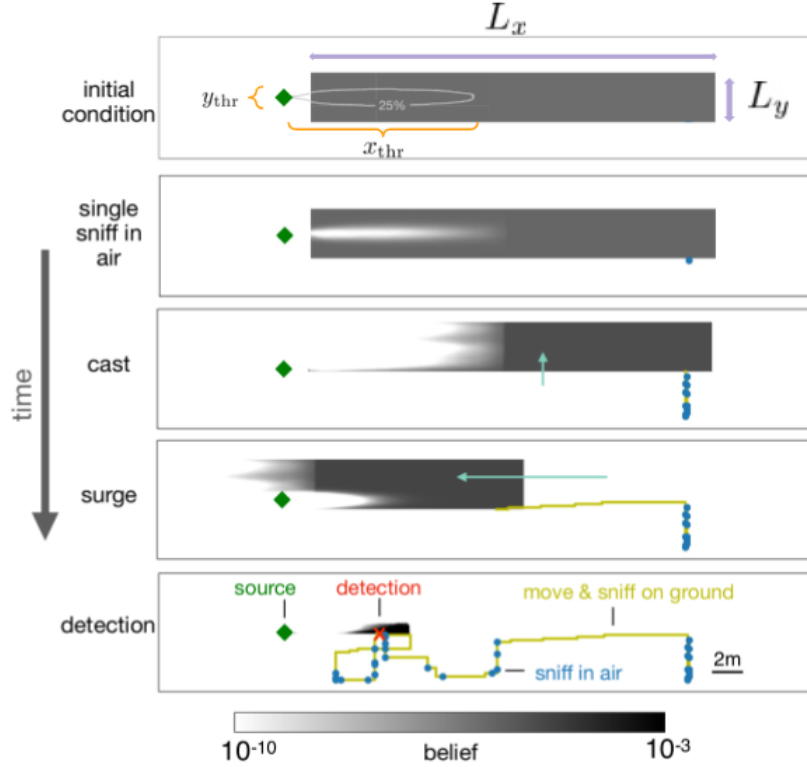 L_x
initial
condition
y_thr
25%
x_thr
L_y
single
sniff in
air
time
cast
surge
source
detection
move & sniff on ground
detection
sniff in air
2m
10^-10
belief
10^-3